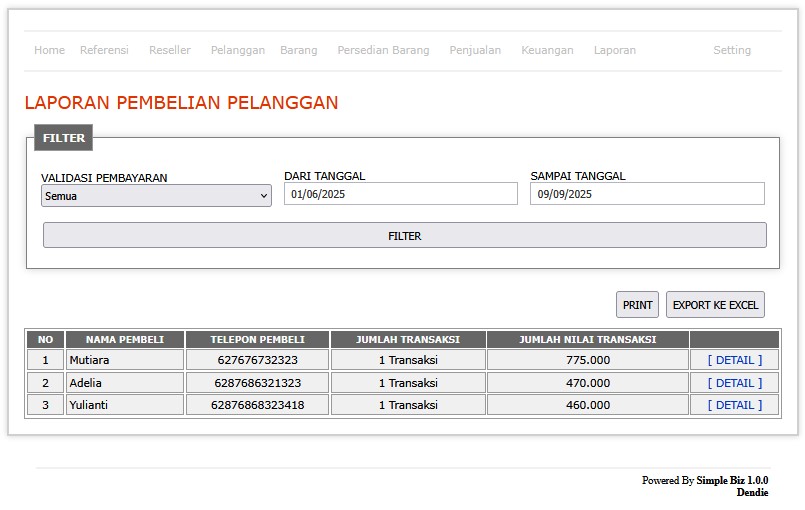 Home Referensi Reseller Pelanggan Barang Persedian Barang Penjualan Keuangan Laporan Setting
LAPORAN PEMBELIAN PELANGGAN
FILTER
VALIDASI PEMBAYARAN DARI TANGGAL SAMPAI TANGGAL
Semua 01/06/2025 09/09/2025
FILTER
PRINT EXPORT KE EXCEL
NO NAMA PEMBELI TELEPON PEMBELI JUMLAH TRANSAKSI JUMLAH NILAI TRANSAKSI
1 Mutiara 627676732323 1 Transaksi 775.000 [ DETAIL ]
2 Adelia 6287686321323 1 Transaksi 470.000 [ DETAIL ]
3 Yulianti 62876868323418 1 Transaksi 460.000 [ DETAIL ]
Powered By Simple Biz 1.0.0
Dendie